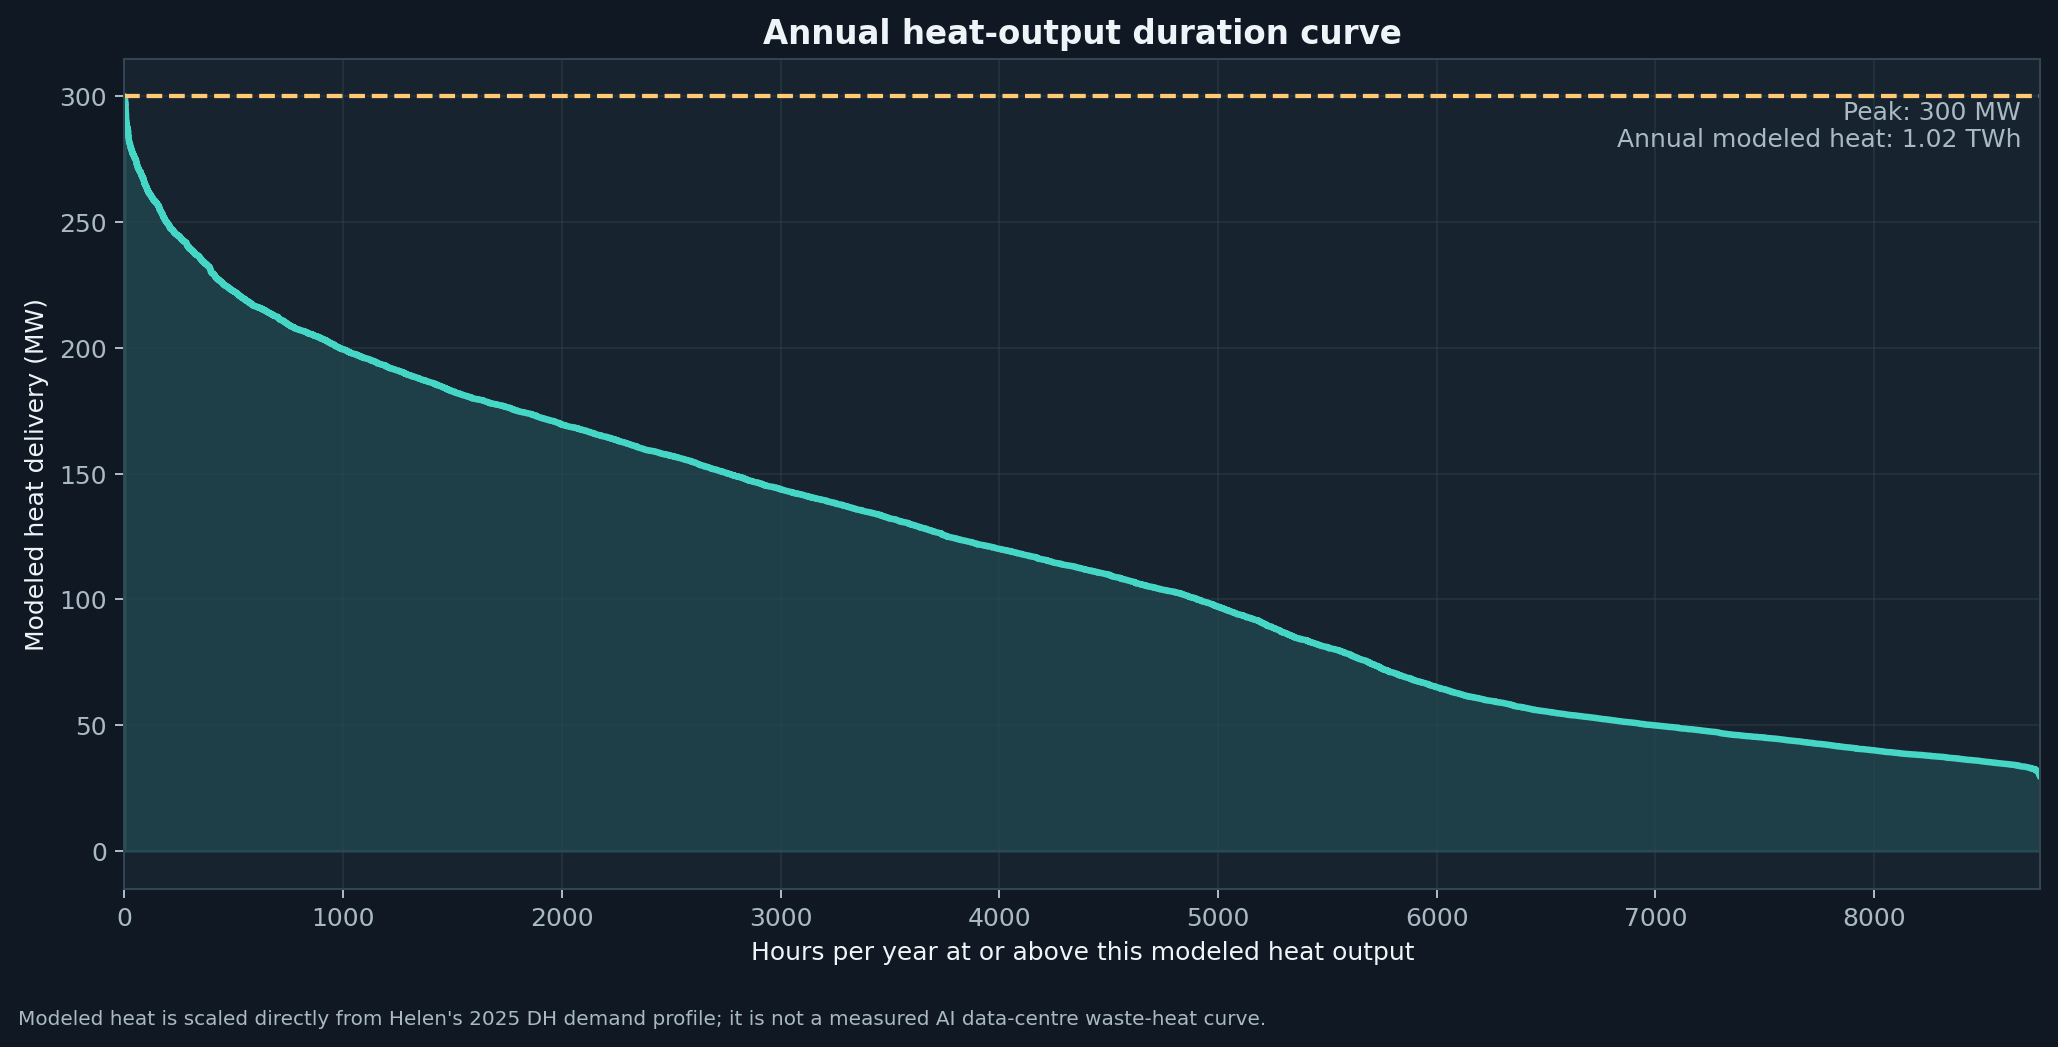 Annual heat-output duration curve
300
Peak: 300 MW
Annual modeled heat: 1.02 TWh
250
200
150
100
50
0
Modeled heat delivery (MW)
0 1000 2000 3000 4000 5000 6000 7000 8000
Hours per year at or above this modeled heat output
Modeled heat is scaled directly from Helen's 2025 DH demand profile; it is not a measured AI data-centre waste-heat curve.